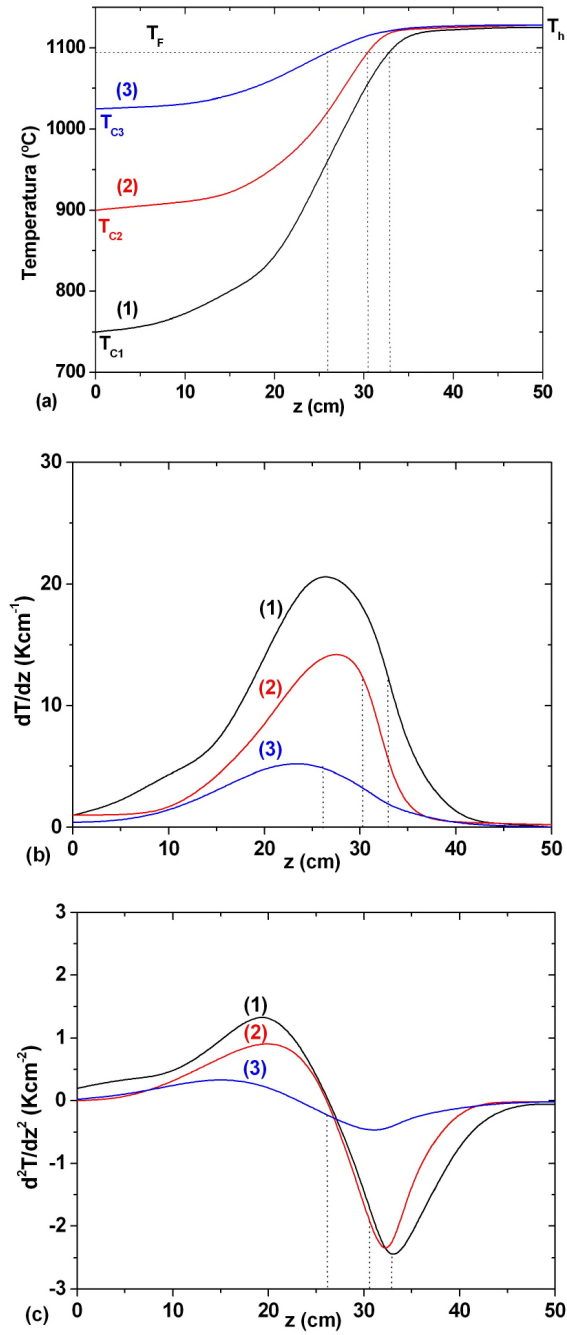 1100
1000
900
800
700
Temperatura (ºC)
T_F
T_h
(3)
T_C3
(2)
T_C2
(1)
T_C1
0 10 20 30 40 50
z (cm)
(a)
30
20
10
0
dT/dz (Kcm⁻¹)
(1)
(2)
(3)
0 10 20 30 40 50
z (cm)
(b)
3
2
1
0
-1
-2
-3
d²T/dz² (Kcm⁻²)
(1)
(2)
(3)
0 10 20 30 40 50
z (cm)
(c)